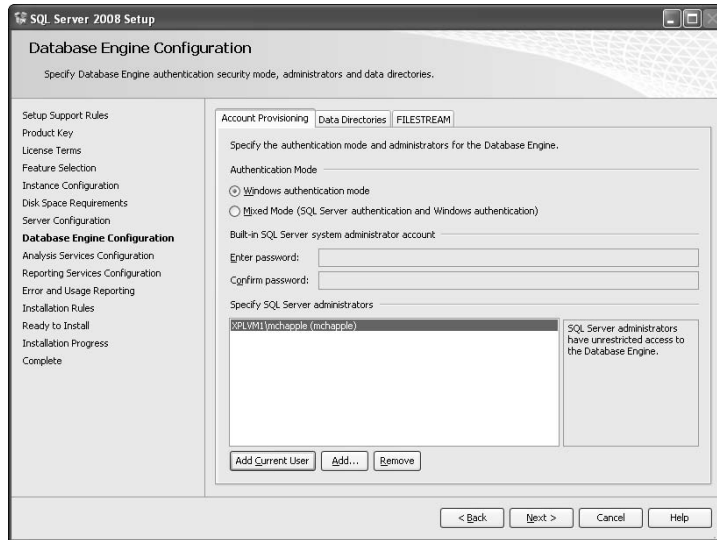 SQL Server 2008 Setup
Database Engine Configuration
Specify Database Engine authentication security mode, administrators and data directories.
Setup Support Rules
Product Key
License Terms
Feature Selection
Instance Configuration
Disk Space Requirements
Server Configuration
Database Engine Configuration
Analysis Services Configuration
Reporting Services Configuration
Error and Usage Reporting
Installation Rules
Ready to Install
Installation Progress
Complete
Account Provisioning Data Directories FILESTREAM
Specify the authentication mode and administrators for the Database Engine.
Authentication Mode
Windows authentication mode
Mixed Mode (SQL Server authentication and Windows authentication)
Built-in SQL Server system administrator account
Enter password:
Confirm password:
Specify SQL Server administrators
XPLVM1\mchapple (mchapple)
SQL Server administrators
have unrestricted access to
the Database Engine.
Add Current User Add... Remove
< Back Next > Cancel Help